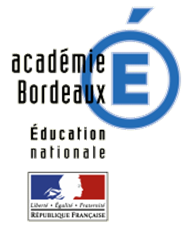 académie
Bordeaux
É
Éducation
nationale
Liberté • Égalité • Fraternité
RÉPUBLIQUE FRANÇAISE